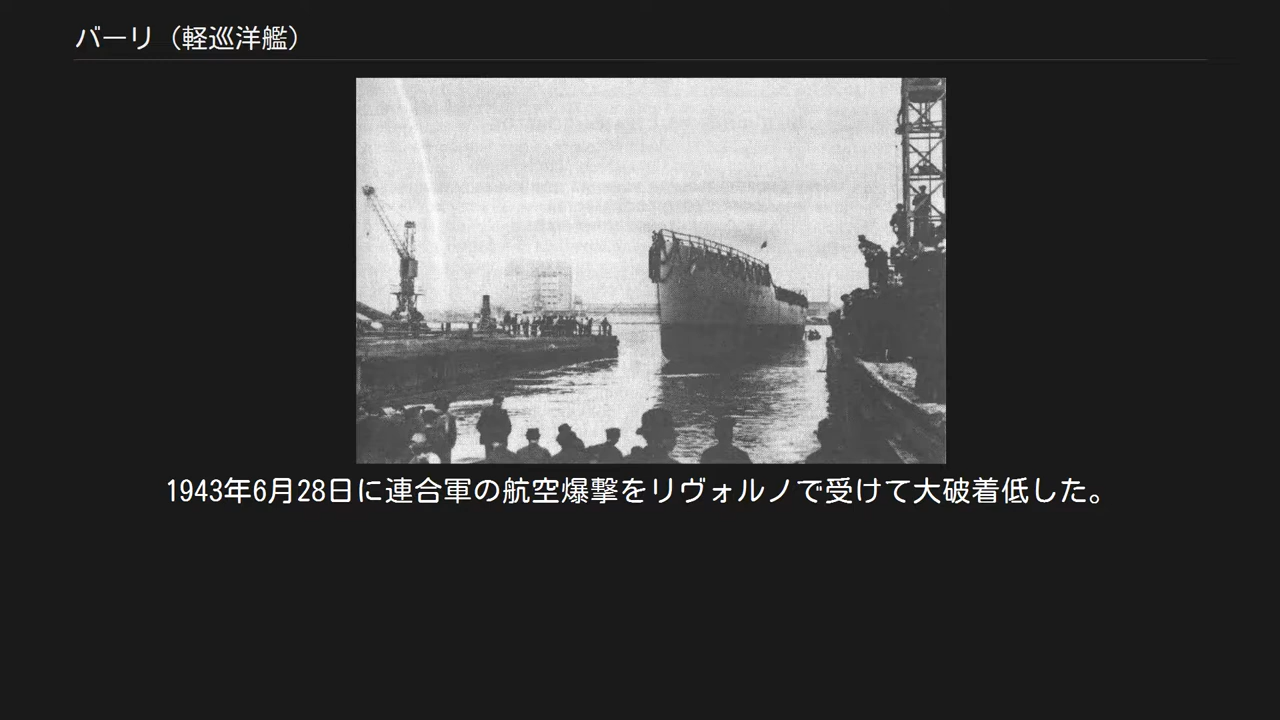 バーリ（軽巡洋艦）
1943年6月28日に連合軍の航空爆撃をリヴォルノで受けて大破着低した。